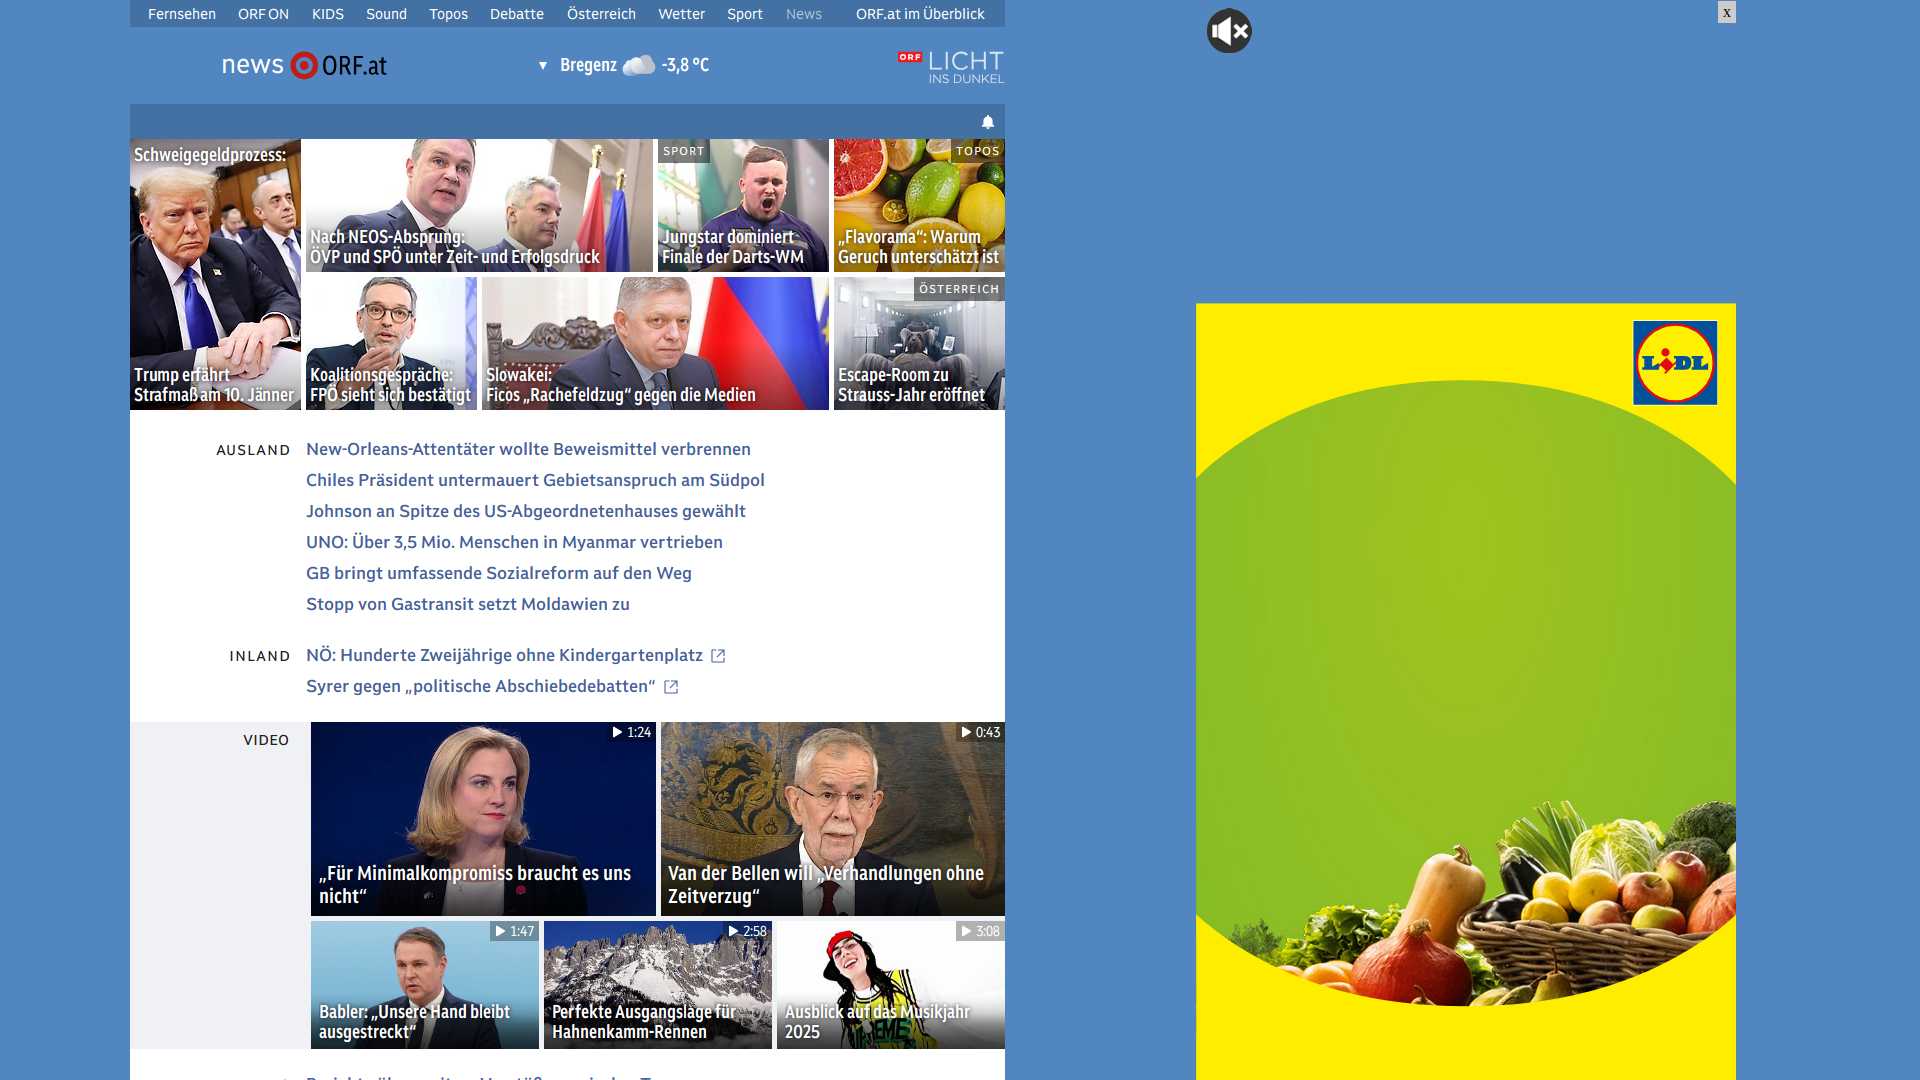 Fernsehen ORF ON KIDS Sound Topos Debatte Österreich Wetter Sport News ORF.at im Überblick
news ORF.at
▼ Bregenz -3,8 °C
ORF LICHT
INS DUNKEL
x
Schweigegeldprozess:
Trump erfährt
Strafmaß am 10. Jänner
Nach NEOS-Absprung:
ÖVP und SPÖ unter Zeit- und Erfolgsdruck
SPORT
Jungstar dominiert
Finale der Darts-WM
TOPOS
„Flavorama“: Warum
Geruch unterschätzt ist
Koalitionsgespräche:
FPÖ sieht sich bestätigt
Slowakei:
Ficos „Rachefeldzug“ gegen die Medien
ÖSTERREICH
Escape-Room zu
Strauss-Jahr eröffnet
LIDL
AUSLAND
New-Orleans-Attentäter wollte Beweismittel verbrennen
Chiles Präsident untermauert Gebietsanspruch am Südpol
Johnson an Spitze des US-Abgeordnetenhauses gewählt
UNO: Über 3,5 Mio. Menschen in Myanmar vertrieben
GB bringt umfassende Sozialreform auf den Weg
Stopp von Gastransit setzt Moldawien zu
INLAND
NÖ: Hunderte Zweijährige ohne Kindergartenplatz
Syrer gegen „politische Abschiebedebatten“
VIDEO
1:24
„Für Minimalkompromiss braucht es uns
nicht“
0:43
Van der Bellen will „Verhandlungen ohne
Zeitverzug“
1:47
Babler: „Unsere Hand bleibt
ausgestreckt“
2:58
Perfekte Ausgangslage für
Hahnenkamm-Rennen
3:08
Ausblick auf das Musikjahr
2025